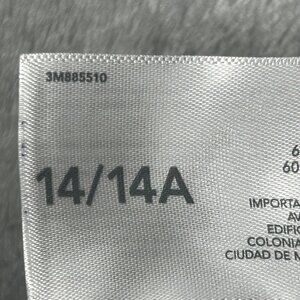 3M885510
14/14A
6
60
IMPORTA
AV
EDIFIC
COLONIA
CIUDAD DE M